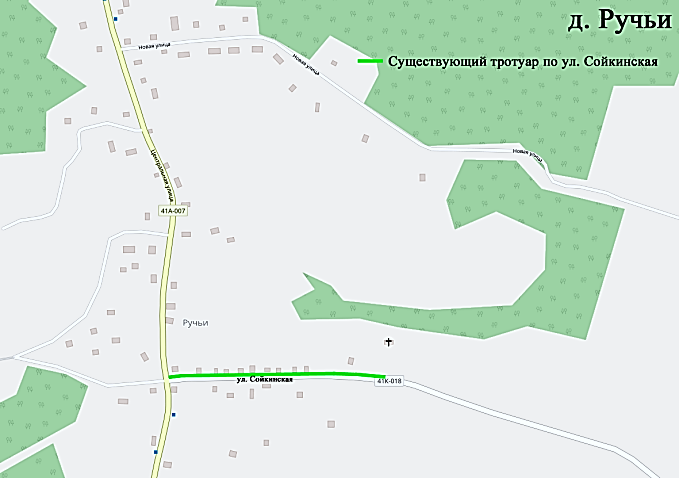 д. Ручьи
Новая улица
Новая улица
Существующий тротуар по ул. Сойкинская
Новая улица
Центральная улица
41А-007
Ручьи
ул. Сойкинская
41К-018